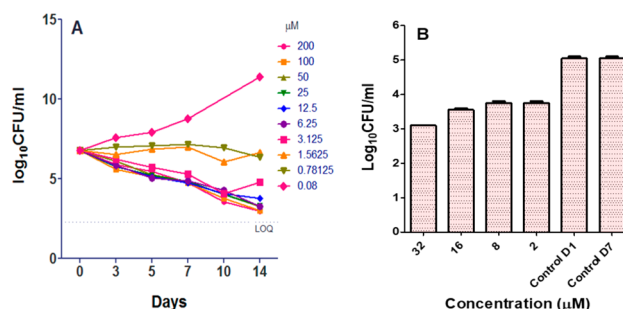 A
µM
log10CFU/ml
15
10
5
0
200
100
50
25
12.5
6.25
3.125
1.5625
0.78125
0.08
LOQ
0 3 5 7 10 14
Days
B
Log10CFU/ml
6
5
4
3
2
1
0
32 16 8 2 Control D1 Control D7
Concentration (µM)